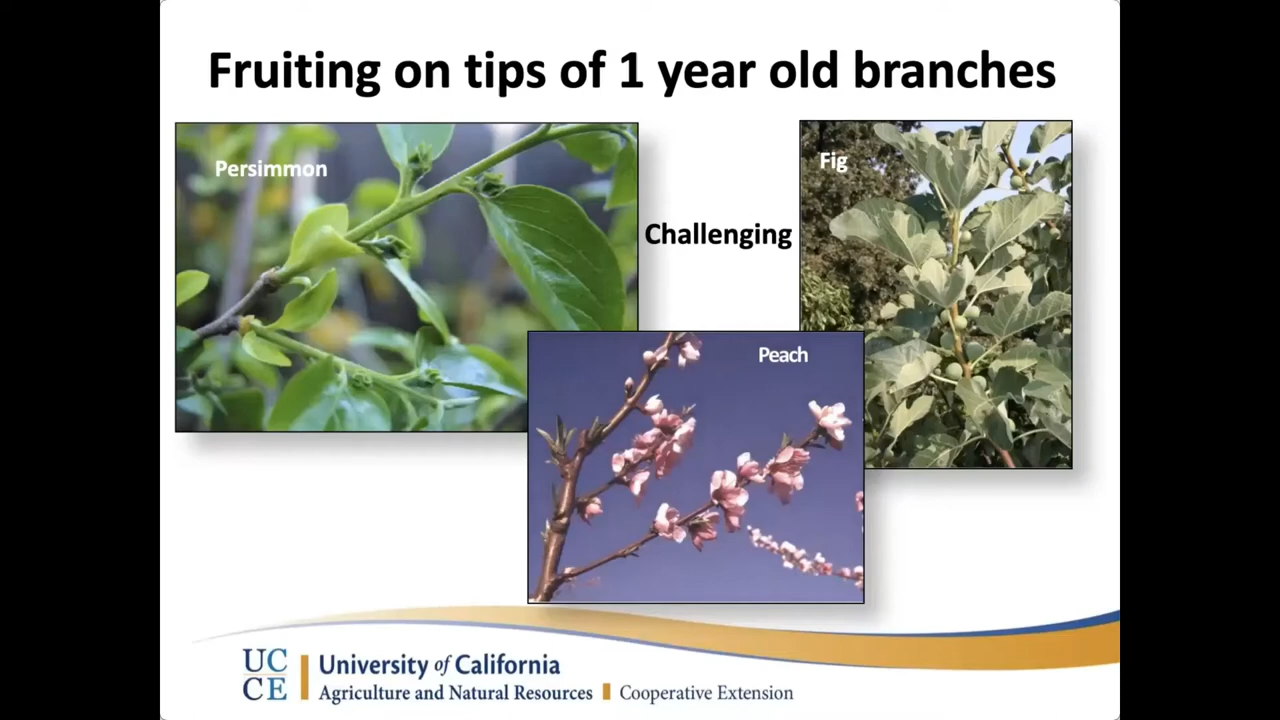 Fruiting on tips of 1 year old branches
Persimmon
Fig
Challenging
Peach
UC
CE
University of California
Agriculture and Natural Resources
Cooperative Extension